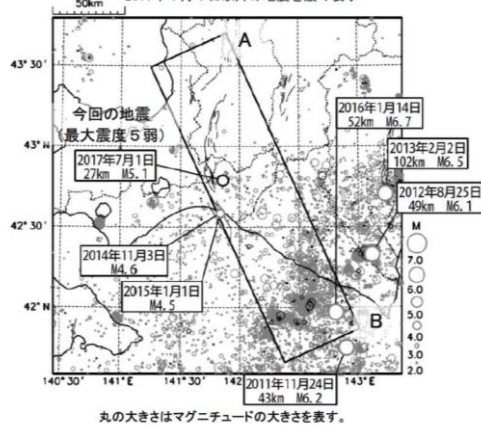 50km
43°30'
43°N
42°30'
42°N
140°30'
141°E
141°30'
142°E
143°E
A
B
今回の地震
(最大震度5弱)
2017年7月1日
27km M5.1
2014年11月3日
M4.6
2015年1月1日
M4.5
2016年1月14日
52km M6.7
2013年2月2日
102km M6.5
2012年8月25日
49km M6.1
2011年11月24日
43km M6.2
M
7.0
6.0
5.0
4.0
3.0
2.0
丸の大きさはマグニチュードの大きさを表す。